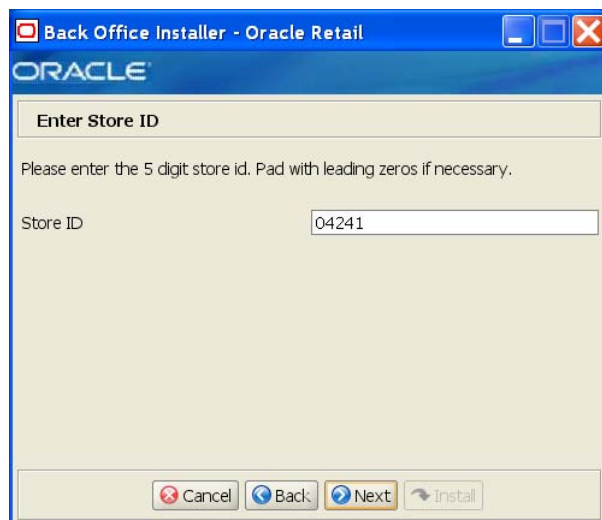 Back Office Installer - Oracle Retail
ORACLE
Enter Store ID
Please enter the 5 digit store id. Pad with leading zeros if necessary.
Store ID 04241
Cancel Back Next Install